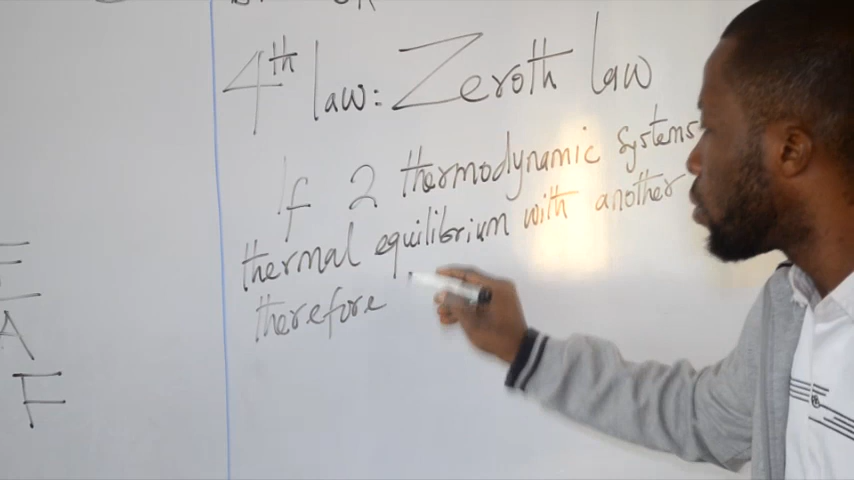 4th law: Zeroth law
If 2 thermodynamic systems
thermal equilibrium with another
therefore
A
F